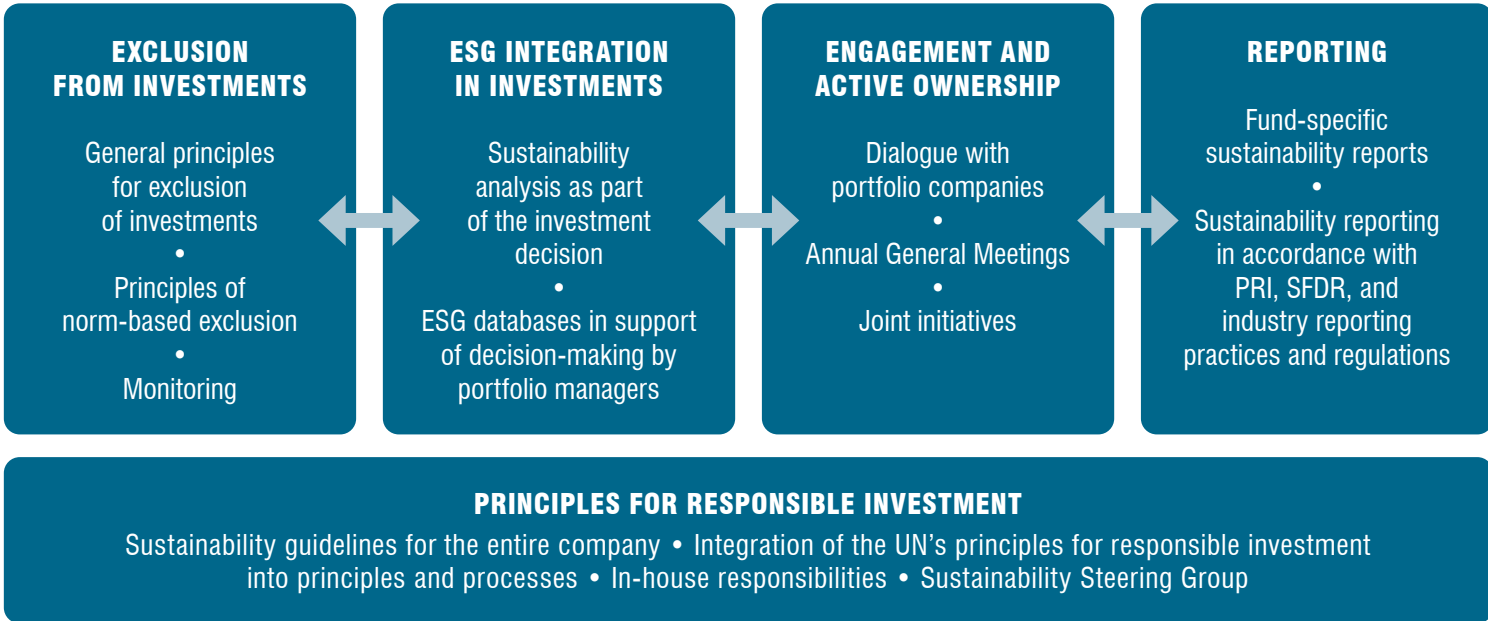 EXCLUSION
FROM INVESTMENTS
General principles
for exclusion
of investments
•
Principles of
norm-based exclusion
•
Monitoring
ESG INTEGRATION
IN INVESTMENTS
Sustainability
analysis as part
of the investment
decision
•
ESG databases in support
of decision-making by
portfolio managers
ENGAGEMENT AND
ACTIVE OWNERSHIP
Dialogue with
portfolio companies
•
Annual General Meetings
•
Joint initiatives
REPORTING
Fund-specific
sustainability reports
•
Sustainability reporting
in accordance with
PRI, SFDR, and
industry reporting
practices and regulations
PRINCIPLES FOR RESPONSIBLE INVESTMENT
Sustainability guidelines for the entire company • Integration of the UN’s principles for responsible investment
into principles and processes • In-house responsibilities • Sustainability Steering Group